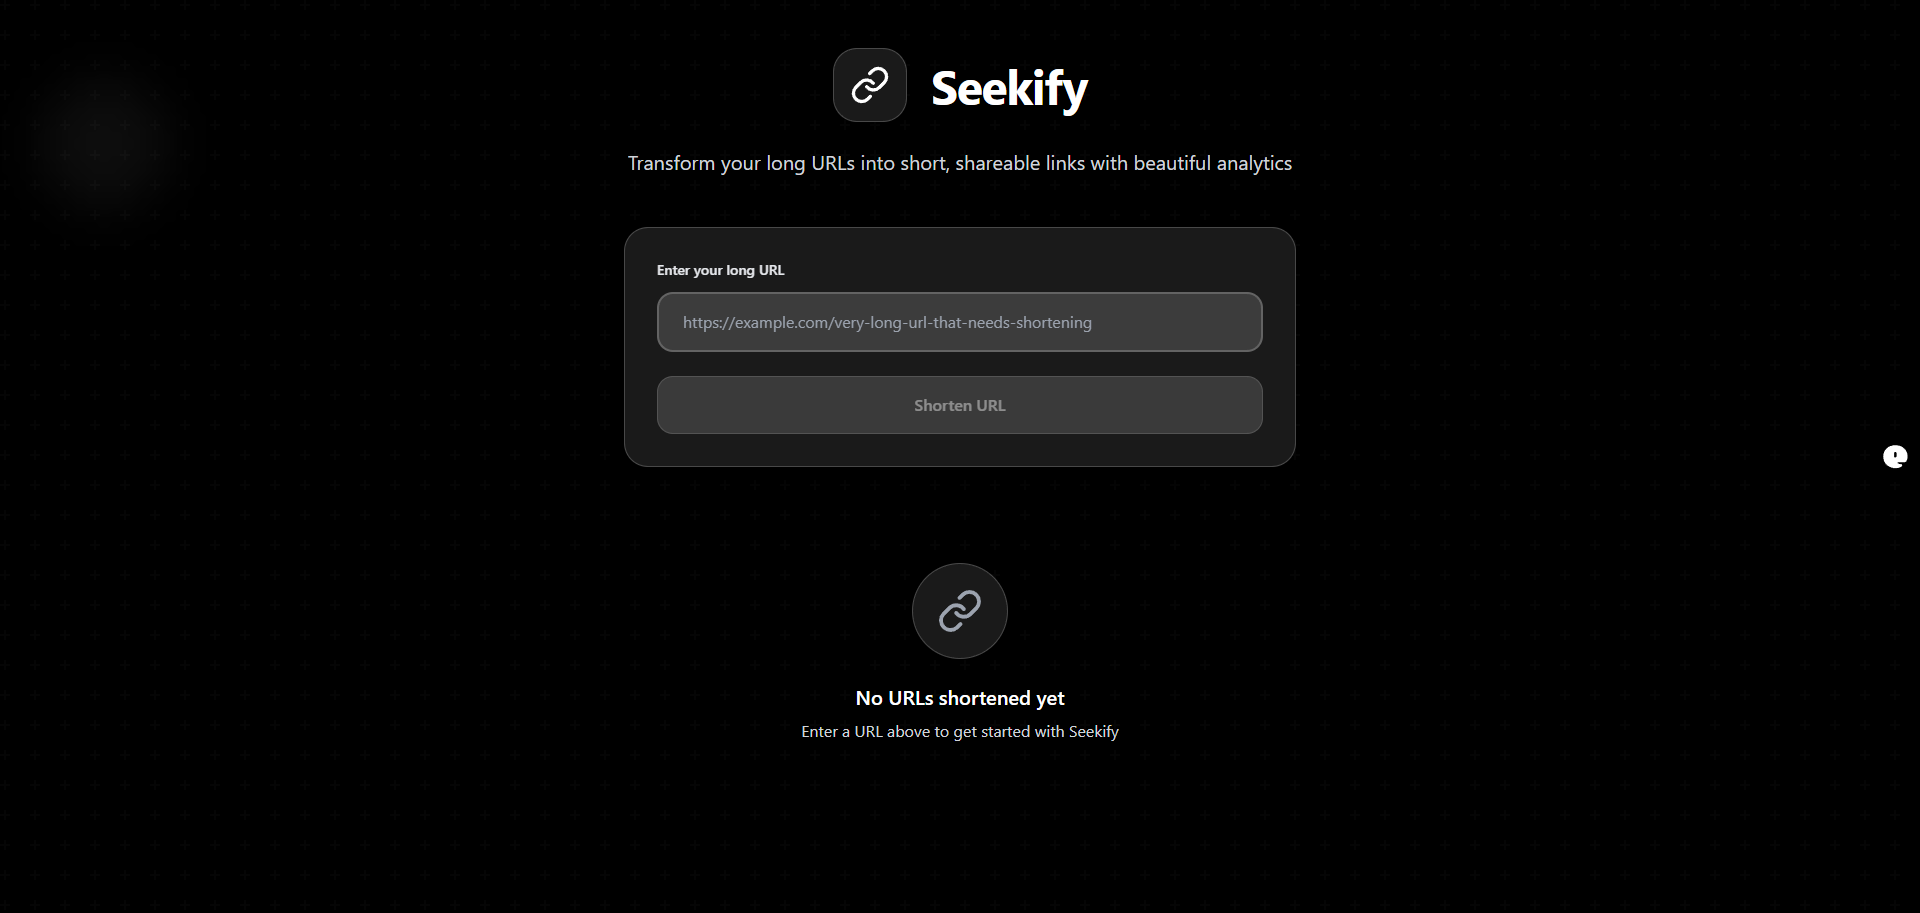 Seekify
Transform your long URLs into short, shareable links with beautiful analytics
Enter your long URL
https://example.com/very-long-url-that-needs-shortening
Shorten URL
No URLs shortened yet
Enter a URL above to get started with Seekify